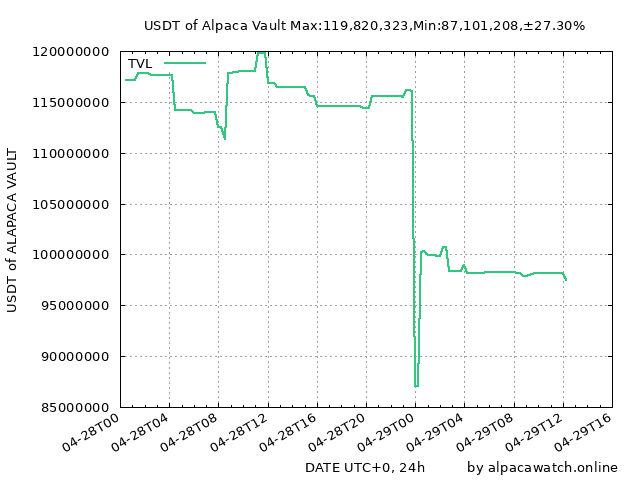 USDT of Alpaca Vault Max:119,820,323,Min:87,101,208,±27.30%
TVL
120000000
115000000
110000000
105000000
100000000
95000000
90000000
85000000
USDT of ALAPACA VAULT
04-28T00
04-28T04
04-28T08
04-28T12
04-28T16
04-28T20
04-29T00
04-29T04
04-29T08
04-29T12
04-29T16
DATE UTC+0, 24h
by alpacawatch.online